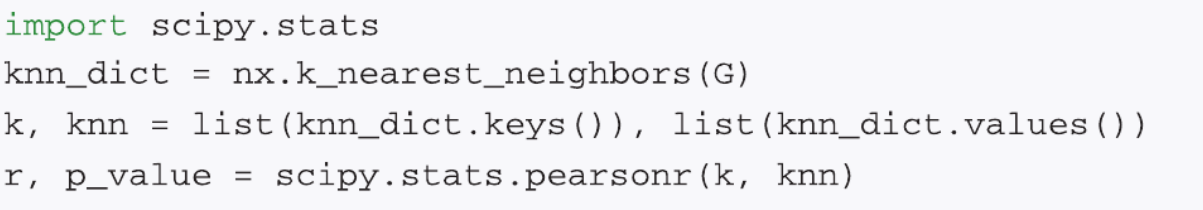 import scipy.stats
knn_dict = nx.k_nearest_neighbors(G)
k, knn = list(knn_dict.keys()), list(knn_dict.values())
r, p_value = scipy.stats.pearsonr(k, knn)